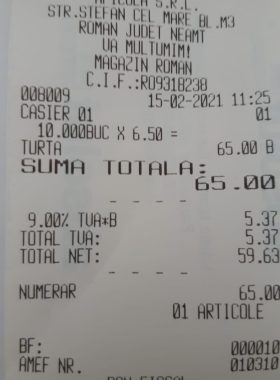 APICOLA S.R.L.
STR.STEFAN CEL MARE BL.M3
ROMAN JUDET NEAMT
VA MULTUMIM!
MAGAZIN ROMAN
C.I.F.:RO9318238
008009 15-02-2021 11:25
CASIER 01 01
10.000BUC X 6.50 =
TURTA 65.00 B
SUMA TOTALA:
65.00
- - - -
9.00% TVA*B 5.37
TOTAL TVA: 5.37
TOTAL NET: 59.63
- - - -
NUMERAR 65.00
01 ARTICOLE
- - - -
BF: 000010
AMEF NR. 010310
BON FISCAL